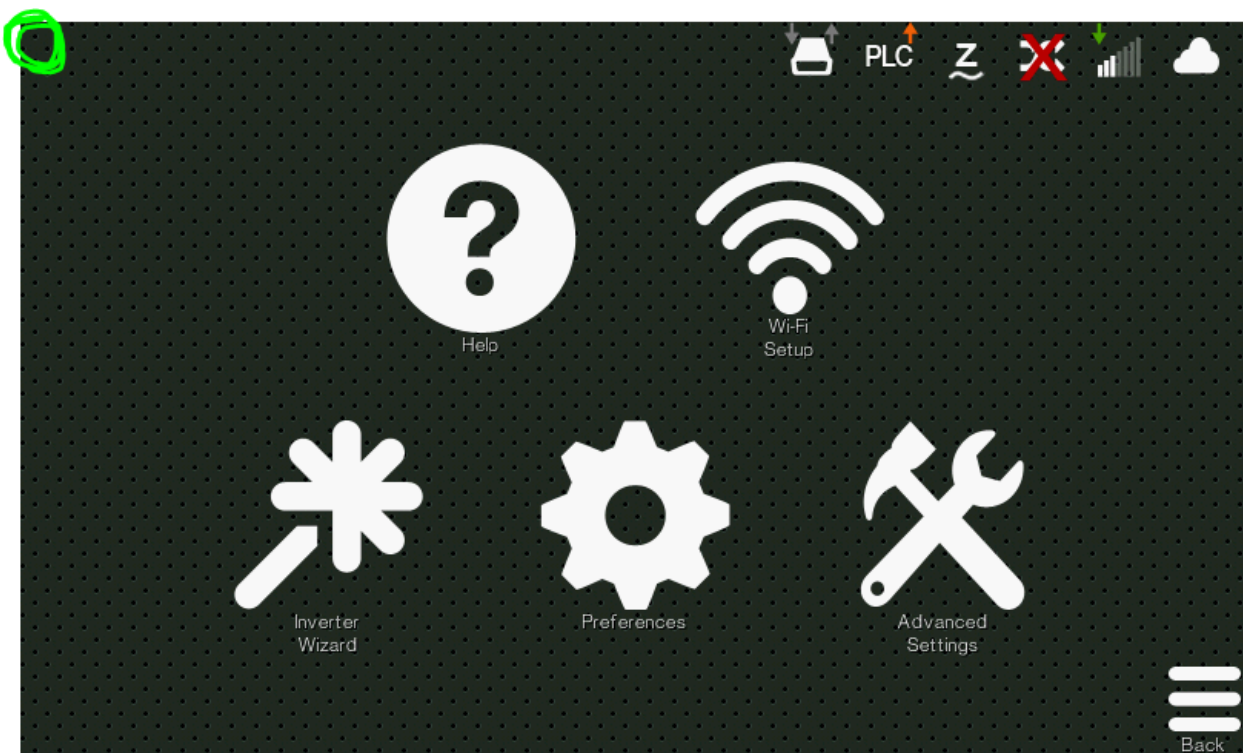 PLC
Z
?
Help
Wi-Fi
Setup
Inverter
Wizard
Preferences
Advanced
Settings
Back